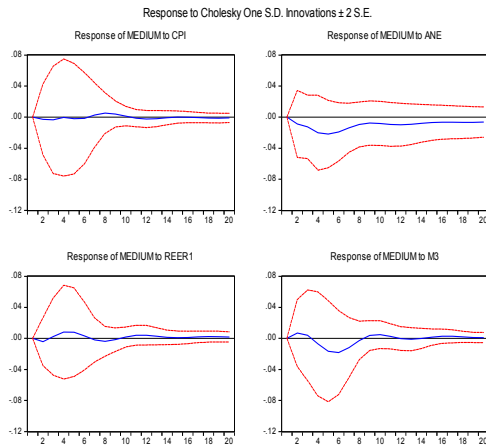 Response to Cholesky One S.D. Innovations ± 2 S.E.
Response of MEDIUM to CPI
.08
.04
.00
-.04
-.08
-.12
2 4 6 8 10 12 14 16 18 20
Response of MEDIUM to ANE
.08
.04
.00
-.04
-.08
-.12
2 4 6 8 10 12 14 16 18 20
Response of MEDIUM to REER1
.08
.04
.00
-.04
-.08
-.12
2 4 6 8 10 12 14 16 18 20
Response of MEDIUM to M3
.08
.04
.00
-.04
-.08
-.12
2 4 6 8 10 12 14 16 18 20